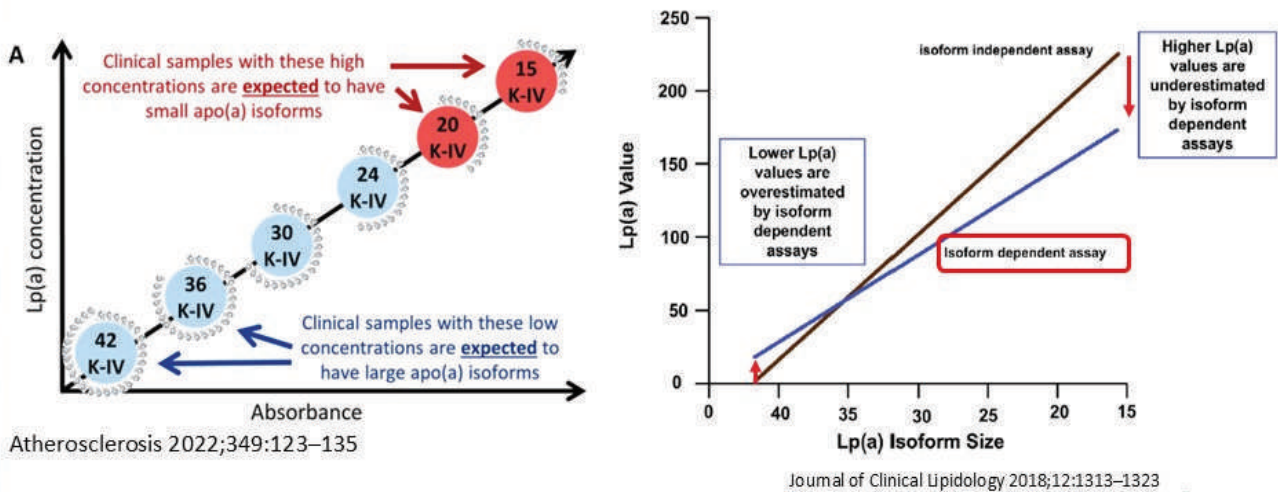 A
Clinical samples with these high
concentrations are expected to have
small apo(a) isoforms
15
K-IV
20
K-IV
24
K-IV
30
K-IV
36
K-IV
42
K-IV
Clinical samples with these low
concentrations are expected to
have large apo(a) isoforms
Lp(a) concentration
Absorbance
Atherosclerosis 2022;349:123–135
250
200
150
100
50
0
Lp(a) Value
isoform independent assay
Higher Lp(a)
values are
underestimated
by isoform
dependent
assays
Lower Lp(a)
values are
overestimated
by isoform
dependent
assays
Isoform dependent assay
0 40 35 30 25 20 15
Lp(a) Isoform Size
Journal of Clinical Lipidology 2018;12:1313–1323